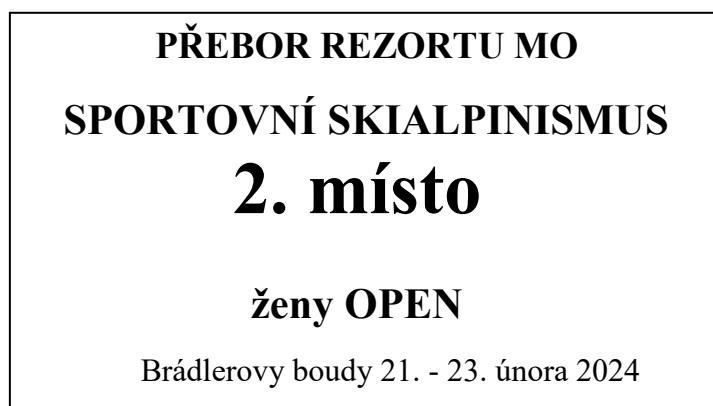 PŘEBOR REZORTU MO
SPORTOVNÍ SKIALPINISMUS
2. místo
ženy OPEN
Brádlerovy boudy 21. - 23. února 2024